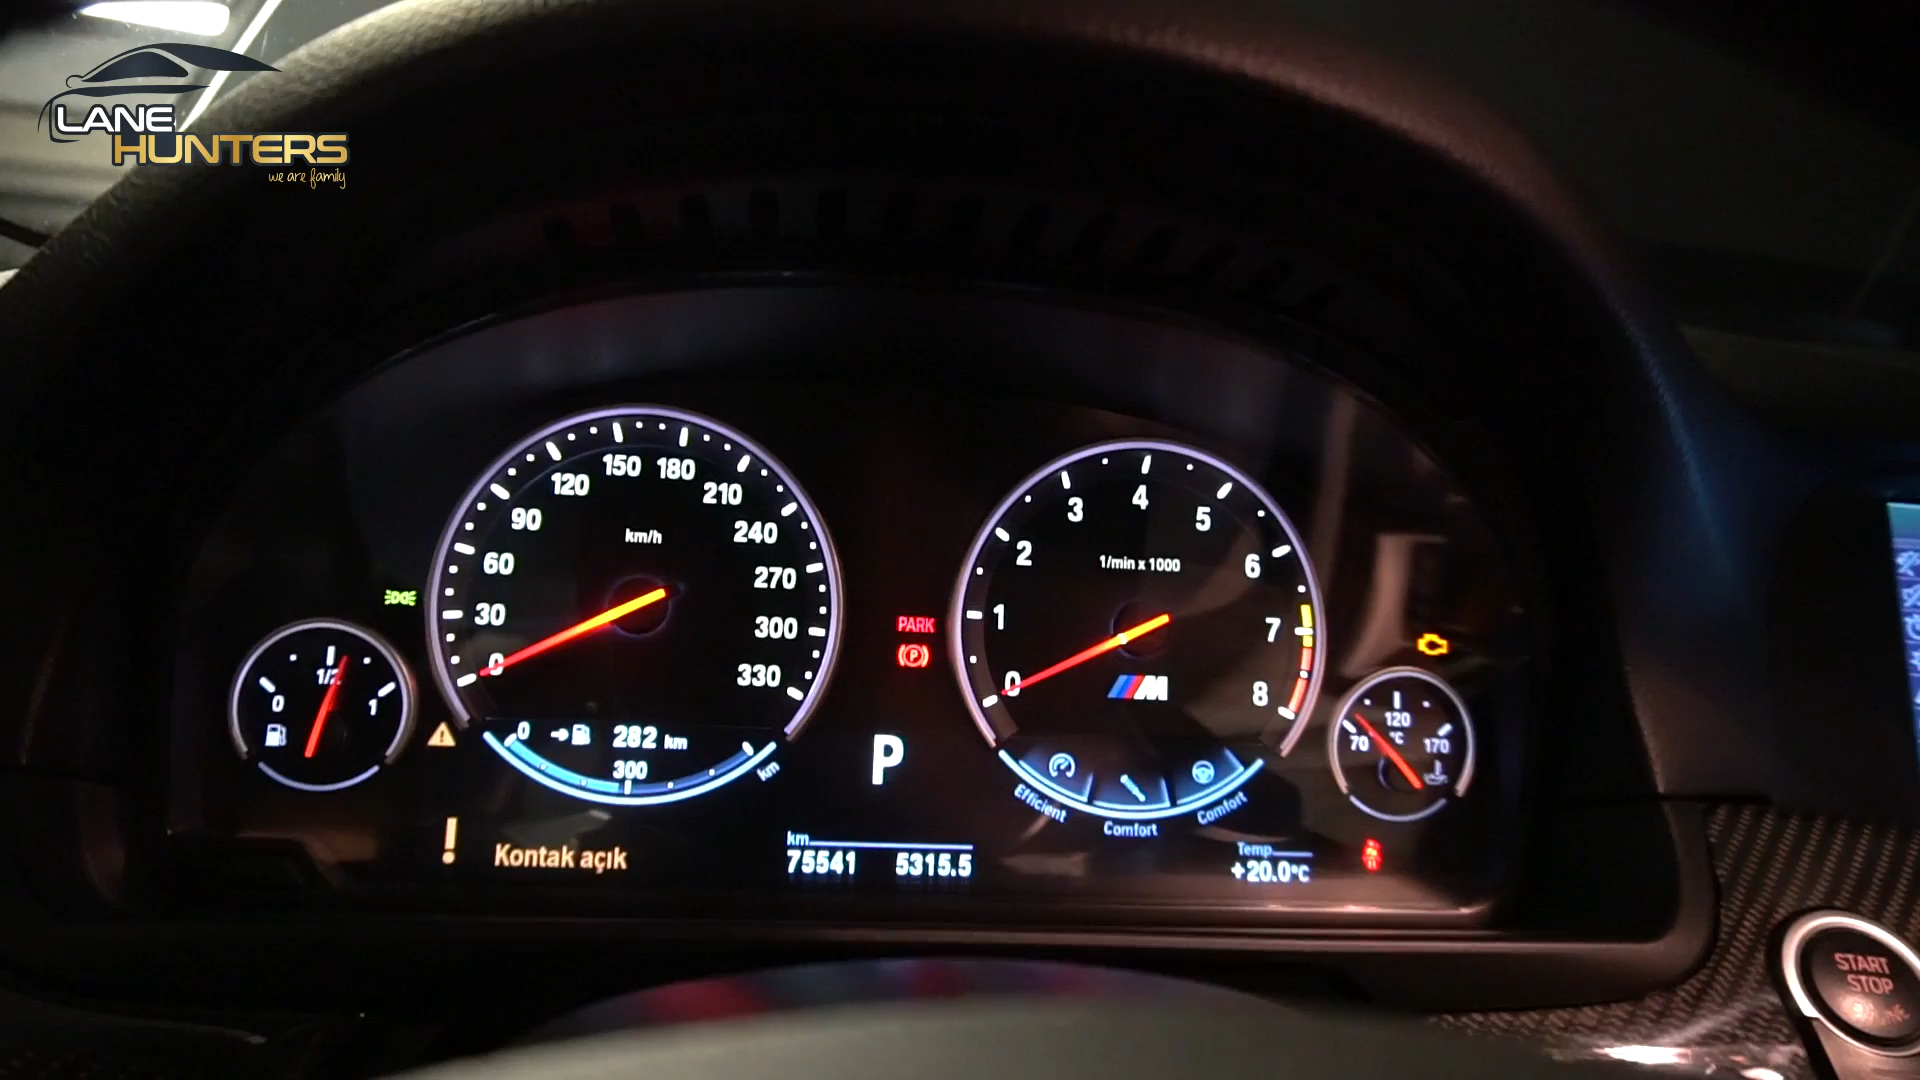 LANE
HUNTERS
we are family
0 30 60 90 120 150 180 210 240 270 300 330
km/h
0 1/2 1
0 282 km
300
km
PARK
P
P
0 1 2 3 4 5 6 7 8
1/min x 1000
M
Efficient
Comfort
Comfort
70 120 170
°C
! Kontak açık
km
75541 5315.5
Temp
+20.0°C
START
STOP